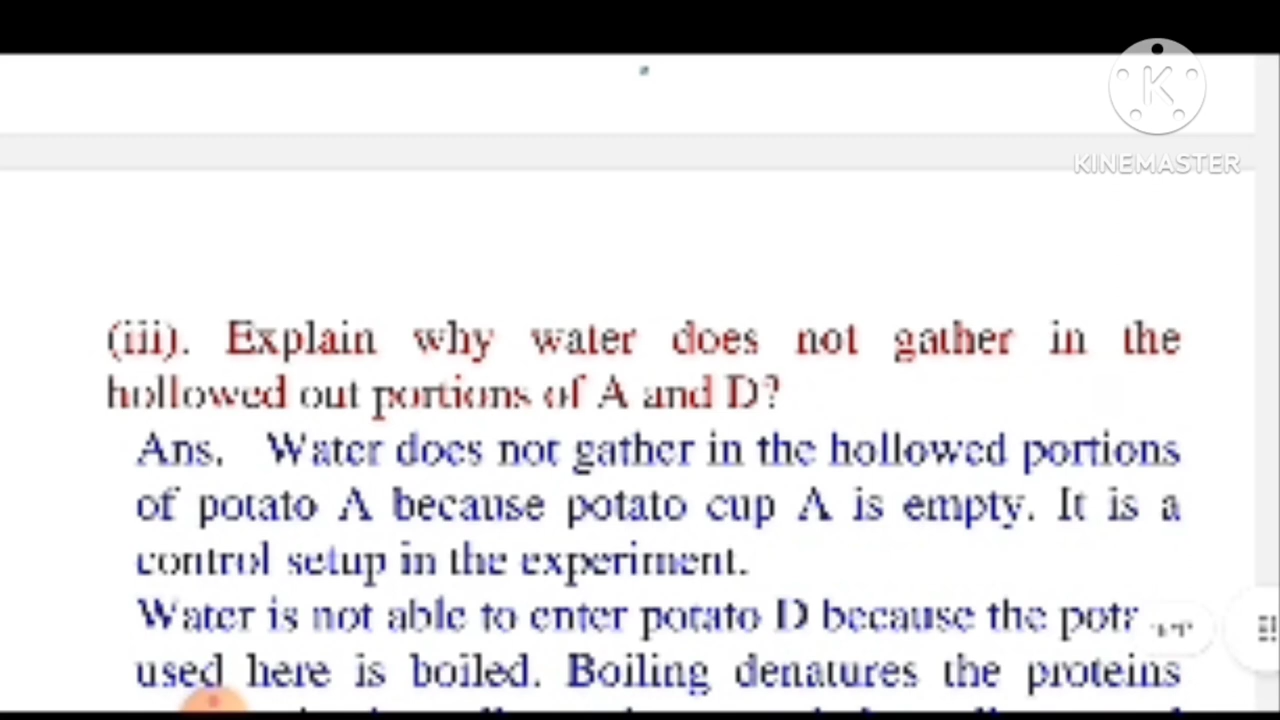 K
KINEMASTER
(iii). Explain why water does not gather in the
hollowed out portions of A and D?
Ans. Water does not gather in the hollowed portions
of potato A because potato cup A is empty. It is a
control setup in the experiment.
Water is not able to enter potato D because the
used here is boiled. Boiling denatures the proteins